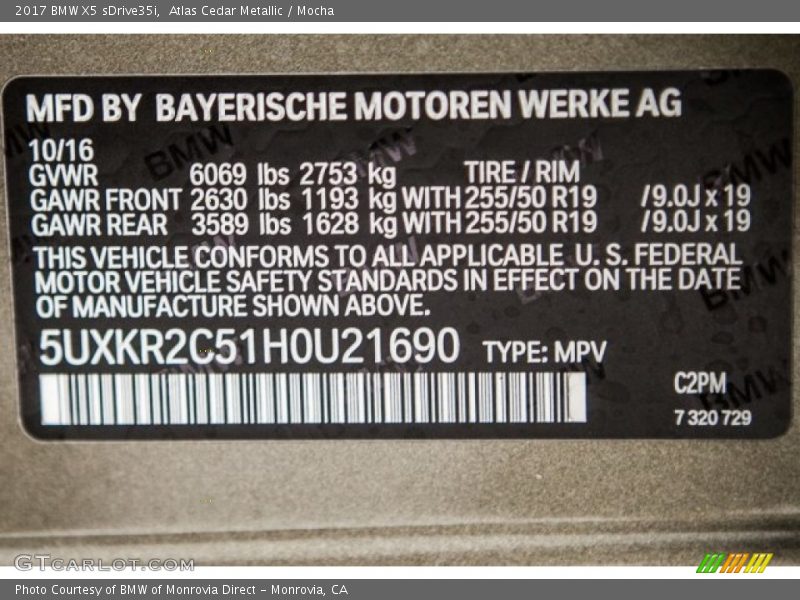 2017 BMW X5 sDrive35i,  Atlas Cedar Metallic / Mocha
MFD BY BAYERISCHE MOTOREN WERKE AG
10/16
GVWR 6069 lbs 2753 kg TIRE / RIM
GAWR FRONT 2630 lbs 1193 kg WITH 255/50 R19 /9.0J x 19
GAWR REAR 3589 lbs 1628 kg WITH 255/50 R19 /9.0J x 19
THIS VEHICLE CONFORMS TO ALL APPLICABLE U. S. FEDERAL
MOTOR VEHICLE SAFETY STANDARDS IN EFFECT ON THE DATE
OF MANUFACTURE SHOWN ABOVE.
5UXKR2C51H0U21690 TYPE: MPV
C2PM
7 320 729
GTcarlot.com
Photo Courtesy of BMW of Monrovia Direct - Monrovia, CA